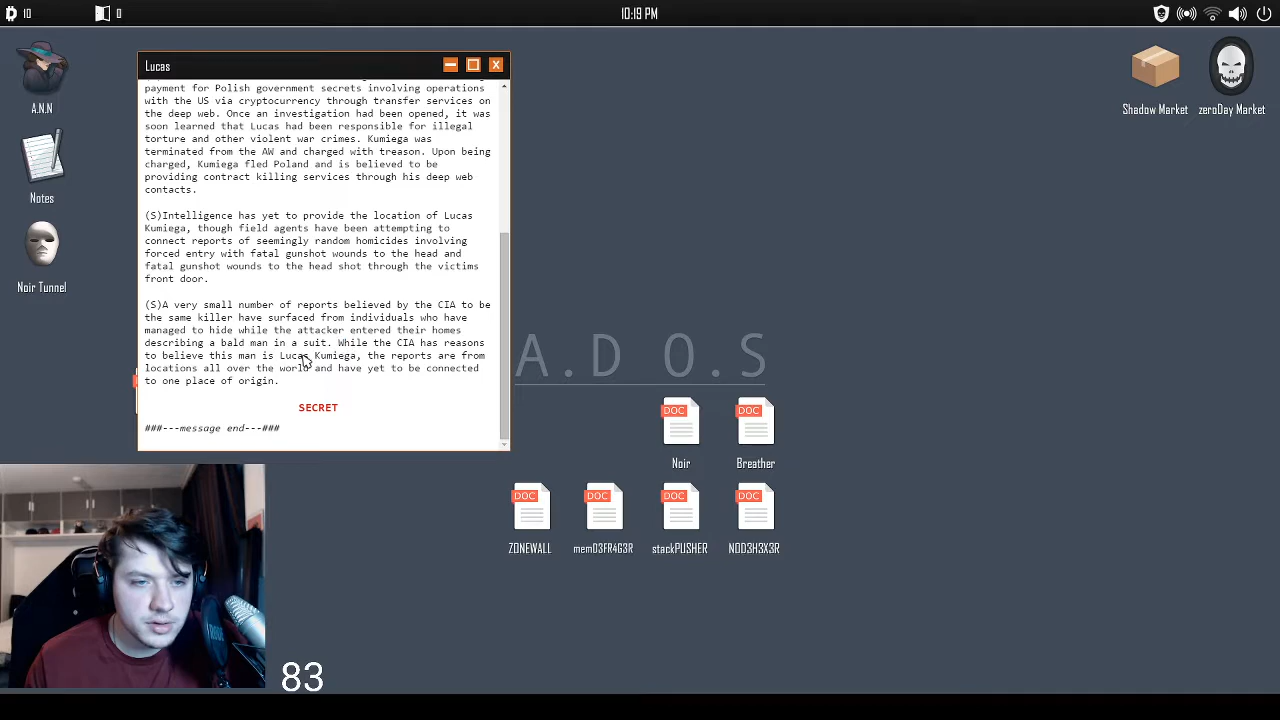 10
0
10:19 PM
Lucas
payment for Polish government secrets involving operations
with the US via cryptocurrency through transfer services on
the deep web. Once an investigation had been opened, it was
soon learned that Lucas had been responsible for illegal
torture and other violent war crimes. Kumiega was
terminated from the AW and charged with treason. Upon being
charged, Kumiega fled Poland and is believed to be
providing contract killing services through his deep web
contacts.
(S)Intelligence has yet to provide the location of Lucas
Kumiega, though field agents have been attempting to
connect reports of seemingly random homicides involving
forced entry with fatal gunshot wounds to the head and
fatal gunshot wounds to the head shot through the victims
front door.
(S)A very small number of reports believed by the CIA to be
the same killer have surfaced from individuals who have
managed to hide while the attacker entered their homes
describing a bald man in a suit. While the CIA has reasons
to believe this man is Lucas Kumiega, the reports are from
locations all over the world and have yet to be connected
to one place of origin.
SECRET
###---message end---###
A.N.N
Notes
Noir Tunnel
Shadow Market
zeroDay Market
A.D O.S
DOC
Noir
DOC
Breather
DOC
ZONEWALL
DOC
memD3FR4G3R
DOC
stackPUSHER
DOC
NOD3H3X3R
83